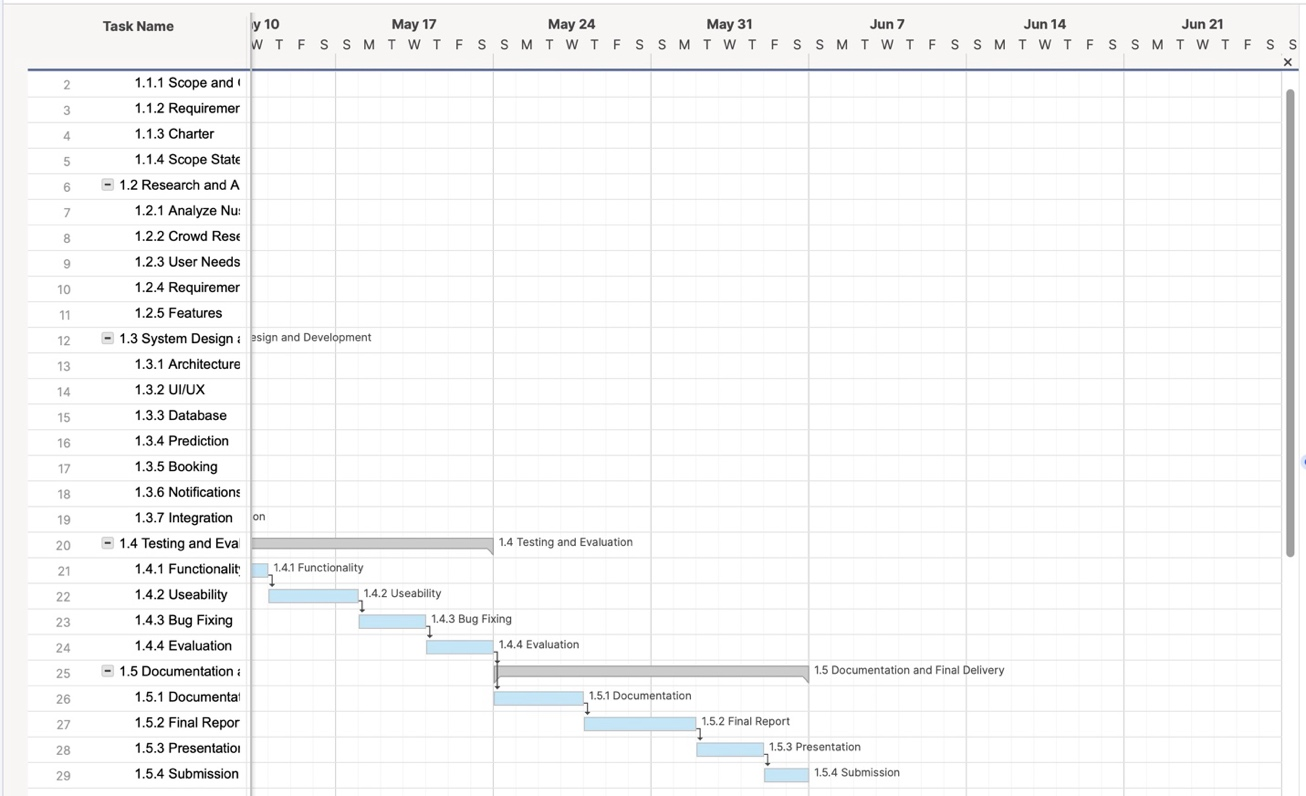 Task Name
y 10 May 17 May 24 May 31 Jun 7 Jun 14 Jun 21
W T F S S M T W T F S S M T W T F S S M T W T F S S M T W T F S S M T W T F S S M T W T F S S
×
2 1.1.1 Scope and
3 1.1.2 Requiremer
4 1.1.3 Charter
5 1.1.4 Scope State
6 1.2 Research and A
7 1.2.1 Analyze Nu
8 1.2.2 Crowd Rese
9 1.2.3 User Needs
10 1.2.4 Requiremer
11 1.2.5 Features
12 1.3 System Design esign and Development
13 1.3.1 Architecture
14 1.3.2 UI/UX
15 1.3.3 Database
16 1.3.4 Prediction
17 1.3.5 Booking
18 1.3.6 Notifications
19 1.3.7 Integration on
20 1.4 Testing and Eval 1.4 Testing and Evaluation
21 1.4.1 Functionality 1.4.1 Functionality
22 1.4.2 Useability 1.4.2 Useability
23 1.4.3 Bug Fixing 1.4.3 Bug Fixing
24 1.4.4 Evaluation 1.4.4 Evaluation
25 1.5 Documentation 1.5 Documentation and Final Delivery
26 1.5.1 Documentat 1.5.1 Documentation
27 1.5.2 Final Repor 1.5.2 Final Report
28 1.5.3 Presentation 1.5.3 Presentation
29 1.5.4 Submission 1.5.4 Submission